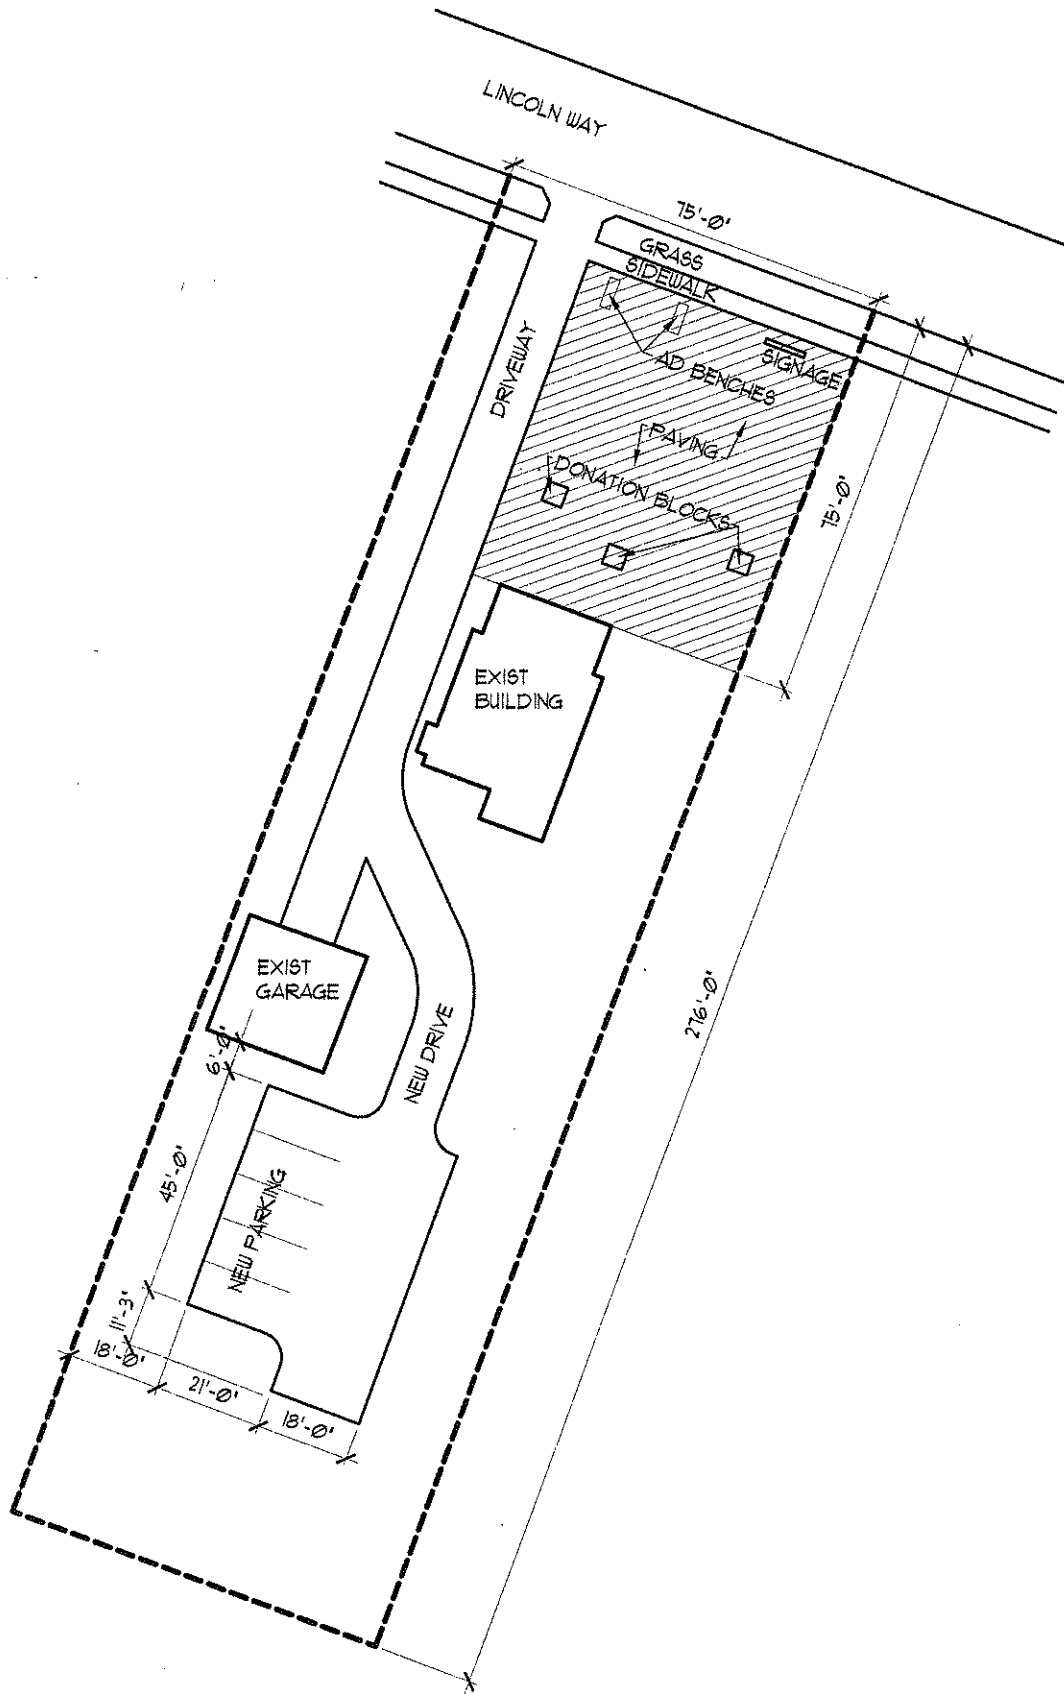 LINCOLN WAY
75'-0"
GRASS
SIDEWALK
DRIVEWAY
AD BENCHES
SIGNAGE
PAVING
DONATION BLOCKS
75'-0"
EXIST
BUILDING
EXIST
GARAGE
276'-0"
NEW DRIVE
6'-0"
45'-0"
NEW PARKING
11'-3"
18'-0"
21'-0"
18'-0"